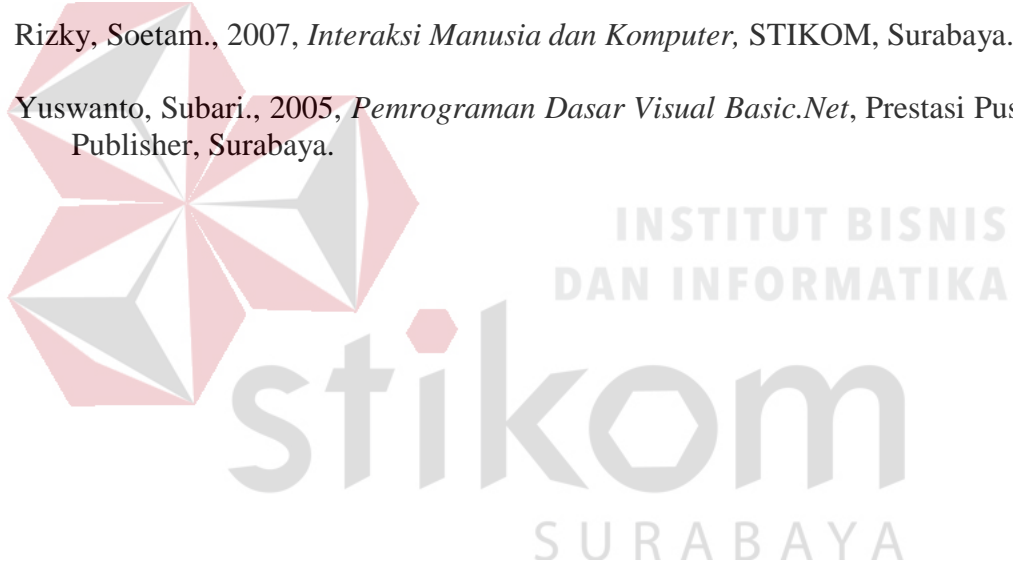 Rizky, Soetam., 2007, Interaksi Manusia dan Komputer, STIKOM, Surabaya.
Yuswanto, Subari., 2005, Pemrograman Dasar Visual Basic.Net, Prestasi Pus
Publisher, Surabaya.
INSTITUT BISNIS
DAN INFORMATIKA
stikom
SURABAYA